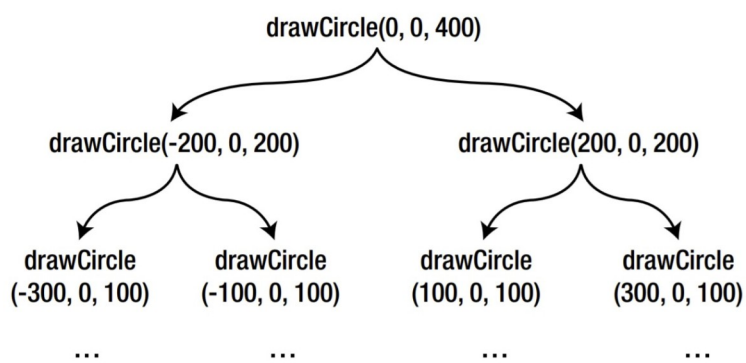 drawCircle(0, 0, 400)
drawCircle(-200, 0, 200)
drawCircle(200, 0, 200)
drawCircle
(-300, 0, 100)
drawCircle
(-100, 0, 100)
drawCircle
(100, 0, 100)
drawCircle
(300, 0, 100)
...
...
...
...